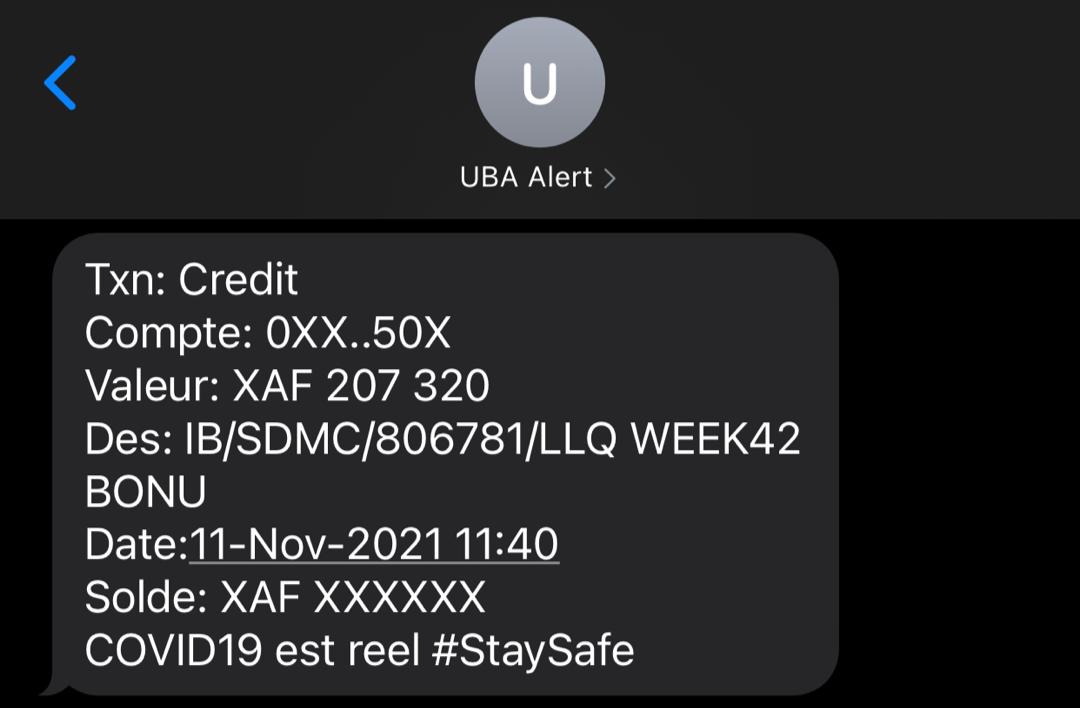 U
UBA Alert
Txn: Credit
Compte: 0XX..50X
Valeur: XAF 207 320
Des: IB/SDMC/806781/LLQ WEEK42
BONU
Date:11-Nov-2021 11:40
Solde: XAF XXXXXX
COVID19 est reel #StaySafe